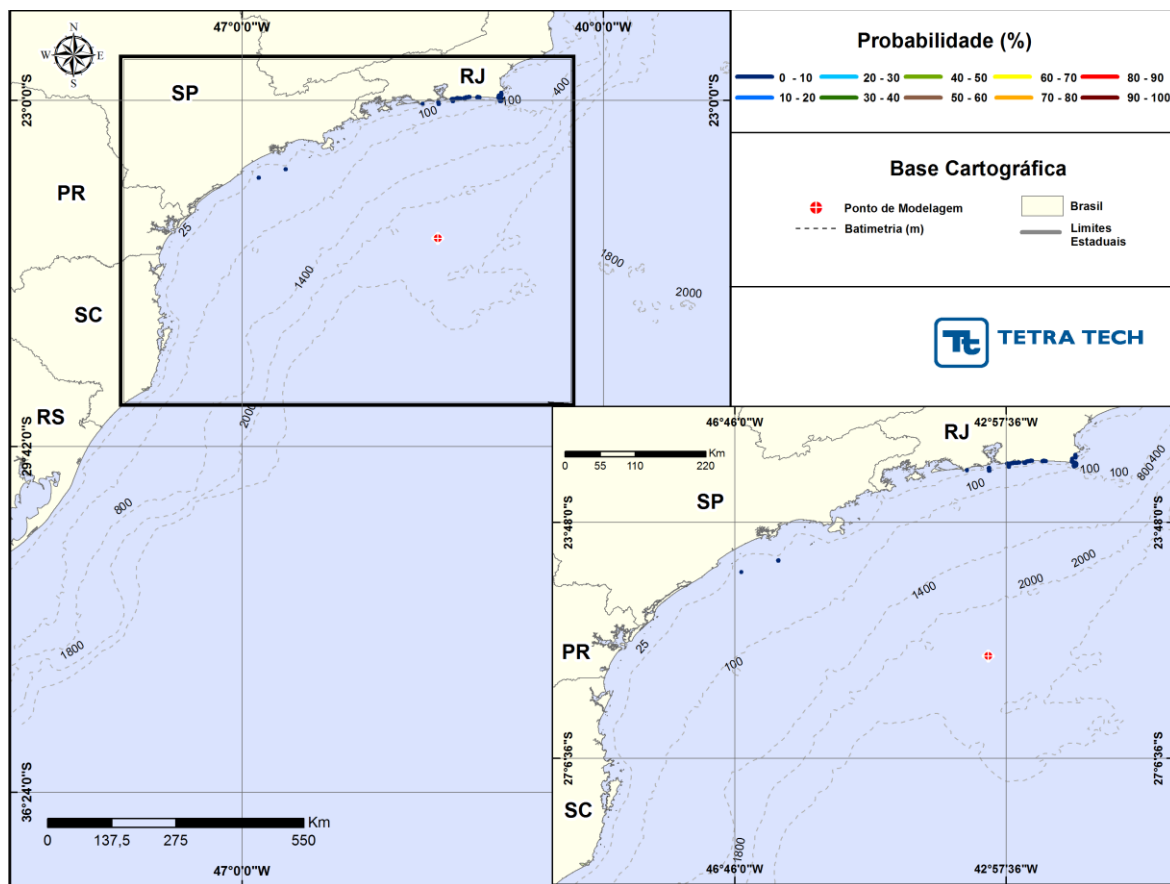 47°0'0"W
40°0'0"W
N
W
E
S
SP
RJ
23°0'0"S
23°0'0"S
100
100
400
PR
25
1400
1800
2000
SC
2000
RS
29°42'0"S
800
1800
36°24'0"S
Km
0
137,5
275
550
47°0'0"W
Probabilidade (%)
0 - 10
20 - 30
40 - 50
60 - 70
80 - 90
10 - 20
30 - 40
50 - 60
70 - 80
90 - 100
Base Cartográfica
Ponto de Modelagem
Brasil
Batimetria (m)
Limites
Estaduais
Tt
TETRA TECH
46°46'0"W
42°57'36"W
RJ
Km
0
55
110
220
100
100
100
400
800
SP
23°48'0"S
23°48'0"S
2000
2000
1400
PR
25
100
27°6'36"S
27°6'36"S
SC
1800
46°46'0"W
42°57'36"W